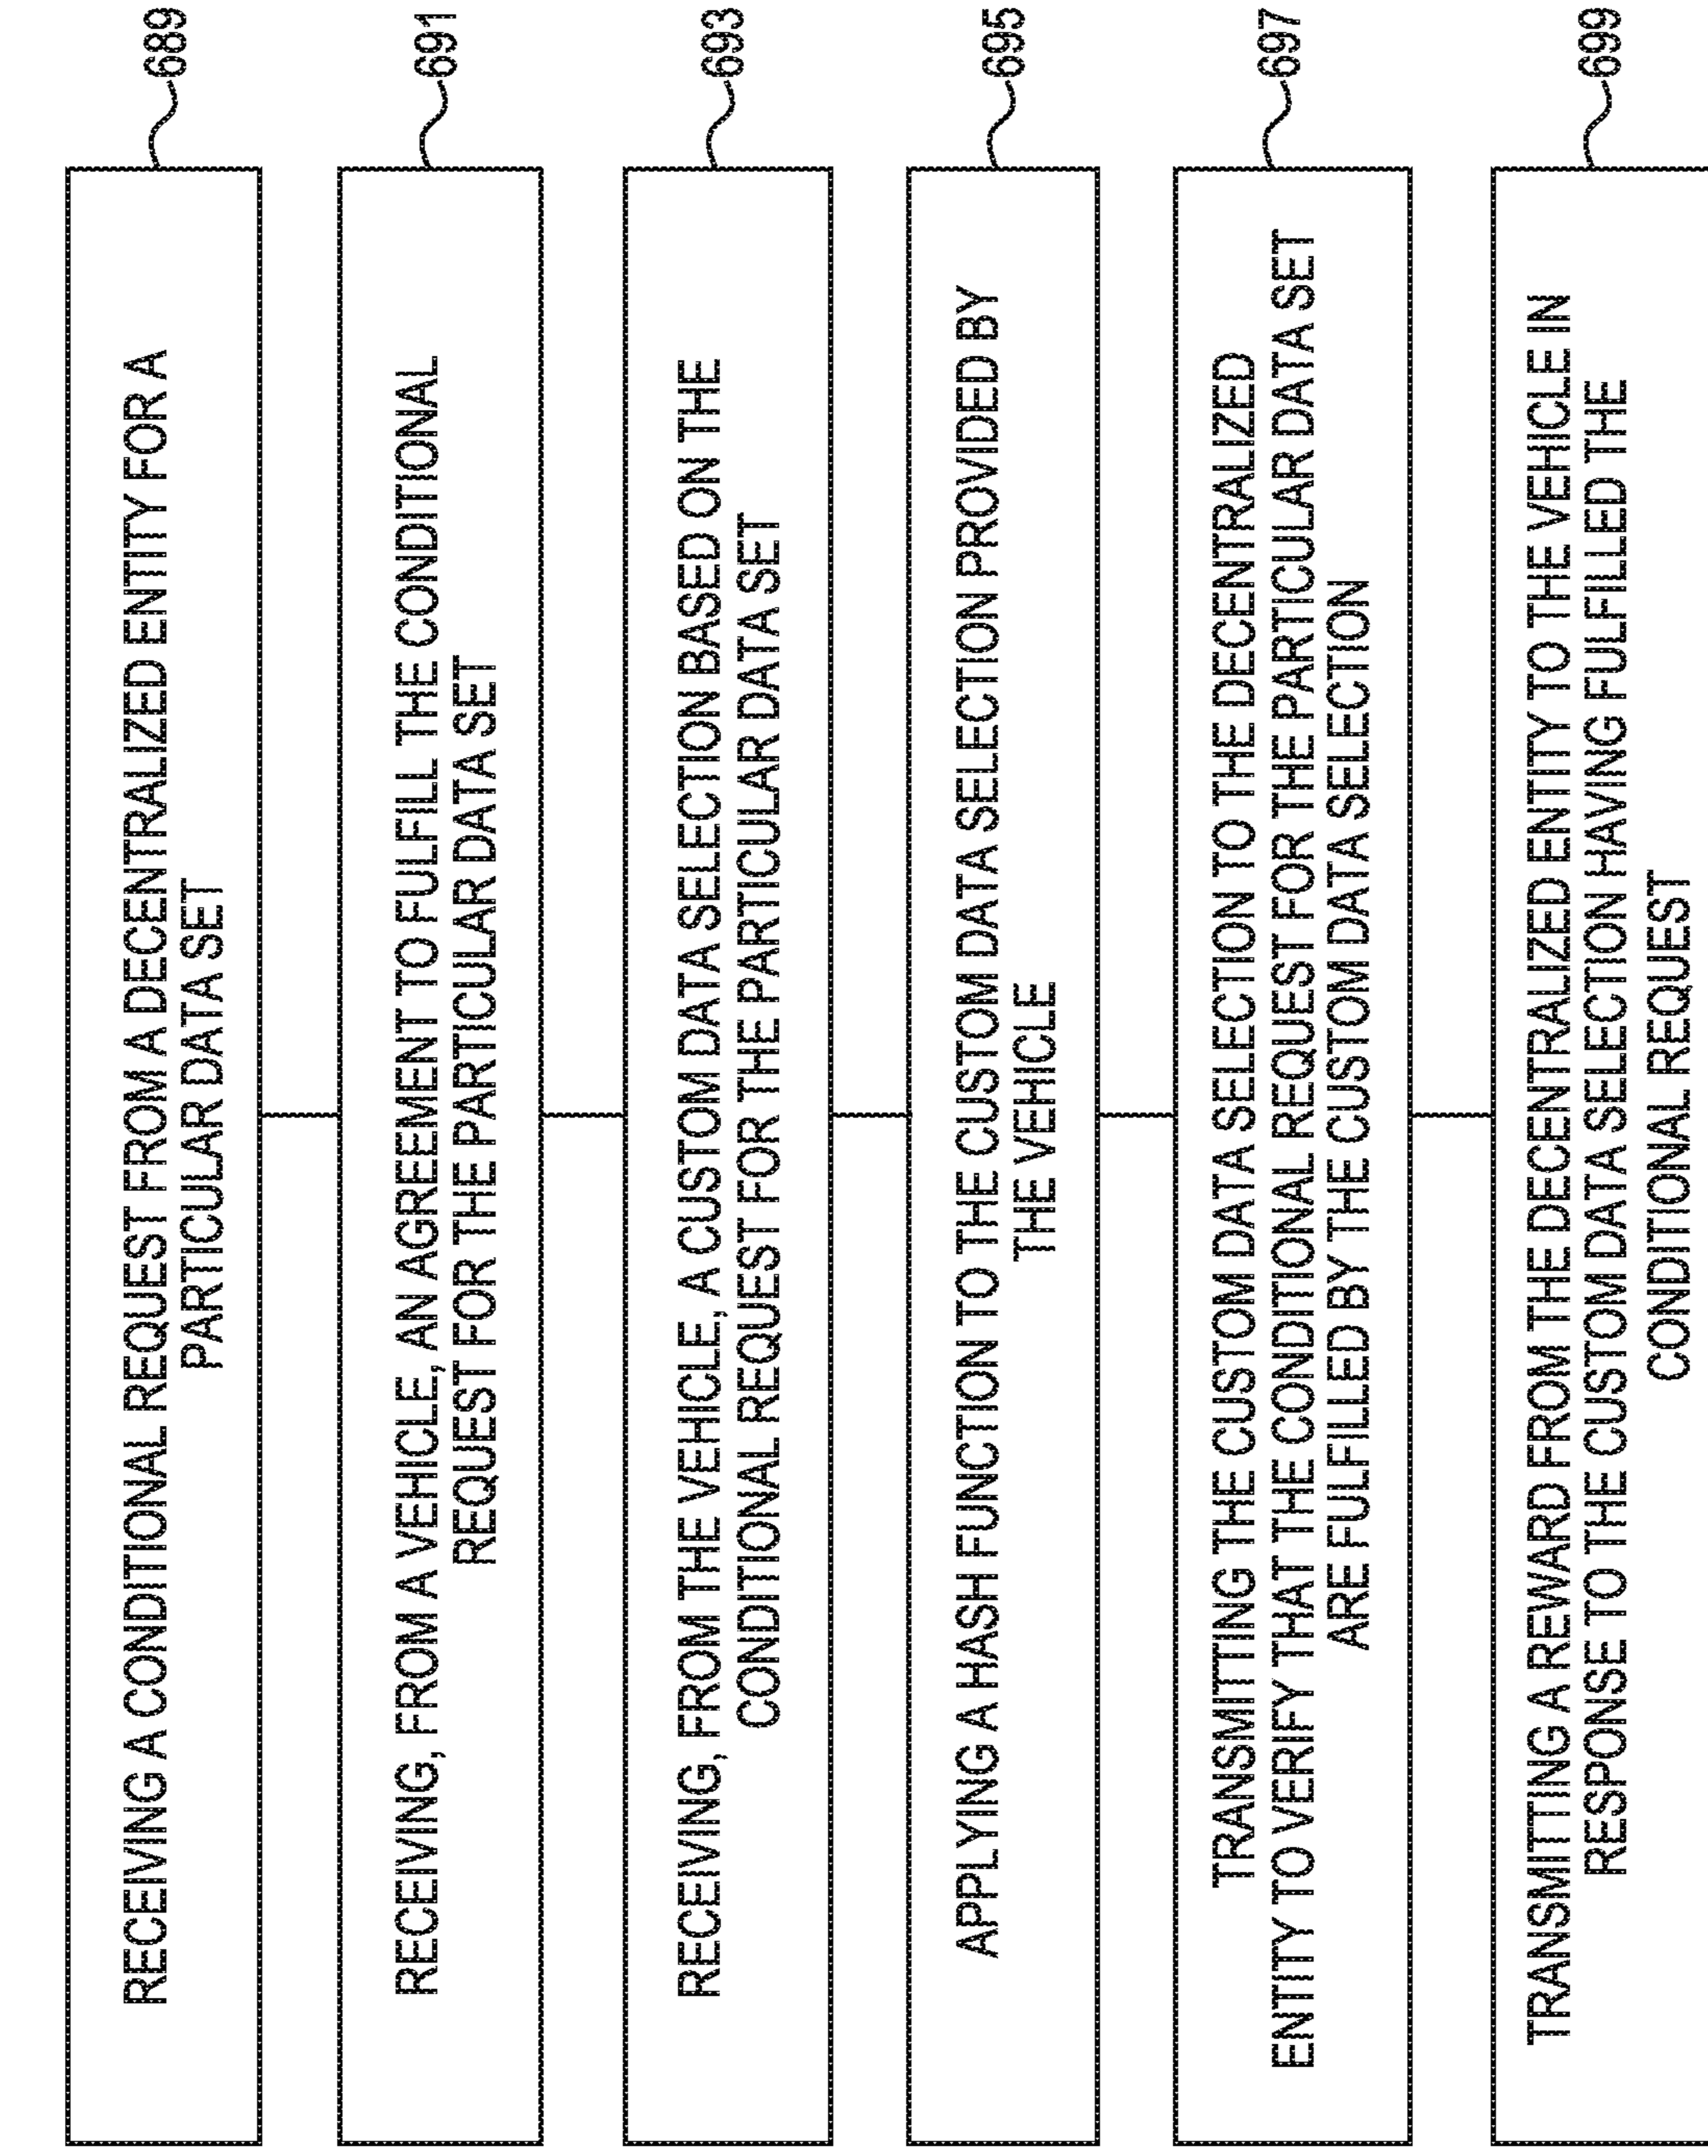 RECEIVING A CONDITIONAL REQUEST FROM A DECENTRALIZED ENTITY FOR A
PARTICULAR DATA SET
689
RECEIVING, FROM A VEHICLE, AN AGREEMENT TO FULFILL THE CONDITIONAL
REQUEST FOR THE PARTICULAR DATA SET
691
RECEIVING, FROM THE VEHICLE, A CUSTOM DATA SELECTION BASED ON THE
CONDITIONAL REQUEST FOR THE PARTICULAR DATA SET
693
APPLYING A HASH FUNCTION TO THE CUSTOM DATA SELECTION PROVIDED BY
THE VEHICLE
695
TRANSMITTING THE CUSTOM DATA SELECTION TO THE DECENTRALIZED
ENTITY TO VERIFY THAT THE CONDITIONAL REQUEST FOR THE PARTICULAR DATA SET
ARE FULFILLED BY THE CUSTOM DATA SELECTION
697
TRANSMITTING A REWARD FROM THE DECENTRALIZED ENTITY TO THE VEHICLE IN
RESPONSE TO THE CUSTOM DATA SELECTION HAVING FULFILLED THE
CONDITIONAL REQUEST
699